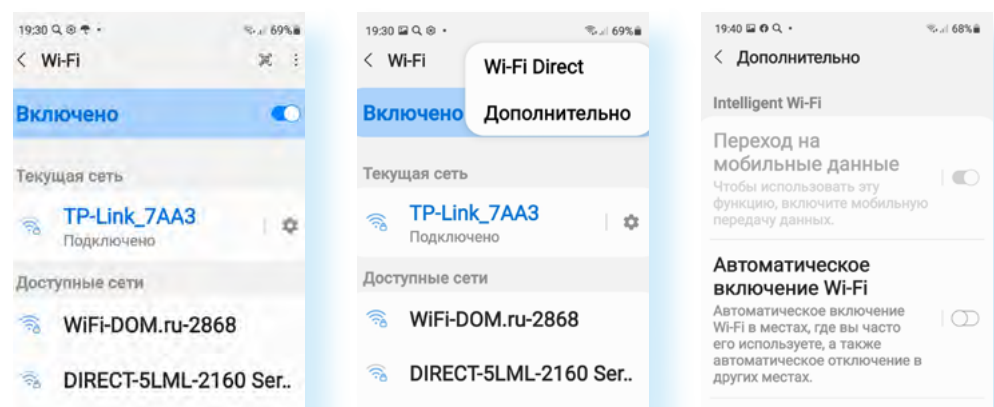 19:30
69%
Wi-Fi
Включено
Текущая сеть
TP-Link_7AA3
Подключено
Доступные сети
WiFi-DOM.ru-2868
DIRECT-5LML-2160 Ser..
19:30
69%
Wi-Fi
Wi-Fi Direct
Включено
Дополнительно
Текущая сеть
TP-Link_7AA3
Подключено
Доступные сети
WiFi-DOM.ru-2868
DIRECT-5LML-2160 Ser..
19:40
68%
Дополнительно
Intelligent Wi-Fi
Переход на
мобильные данные
Чтобы использовать эту
функцию, включите мобильную
передачу данных.
Автоматическое
включение Wi-Fi
Автоматическое включение
Wi-Fi в местах, где вы часто
его используете, а также
автоматическое отключение в
других местах.